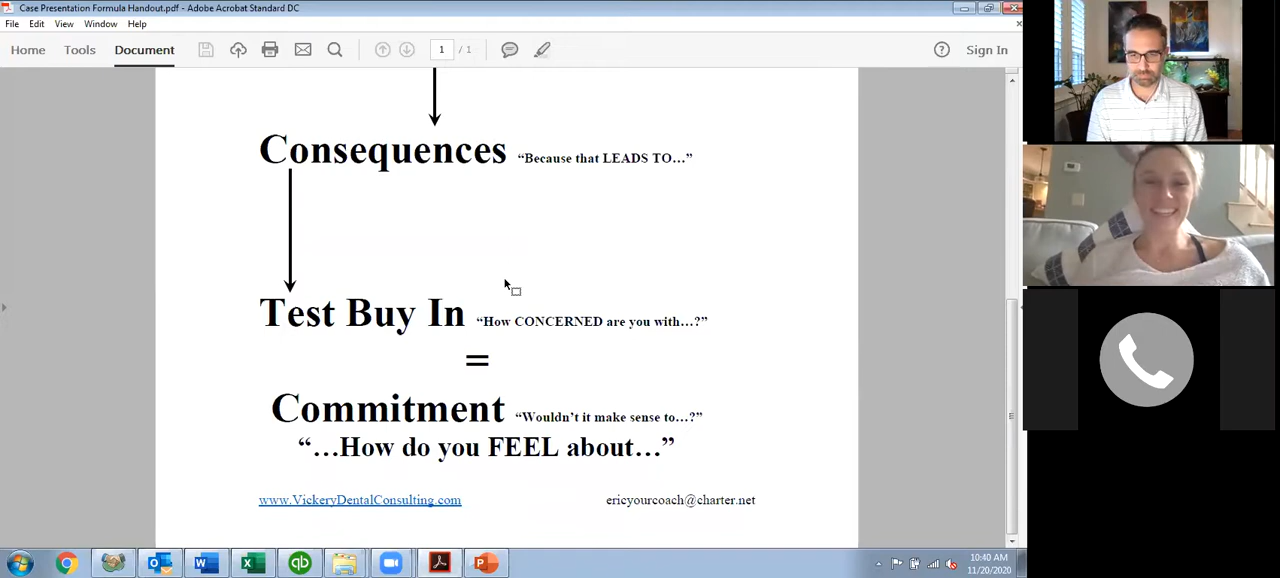 Case Presentation Formula Handout.pdf - Adobe Acrobat Standard DC
File Edit View Window Help
Home Tools Document 1 / 1 Sign In
Consequences “Because that LEADS TO...”
Test Buy In “How CONCERNED are you with...?”
=
Commitment “Wouldn’t it make sense to...?”
“...How do you FEEL about...”
www.VickeryDentalConsulting.com ericyourcoach@charter.net
10:40 AM
11/20/2020